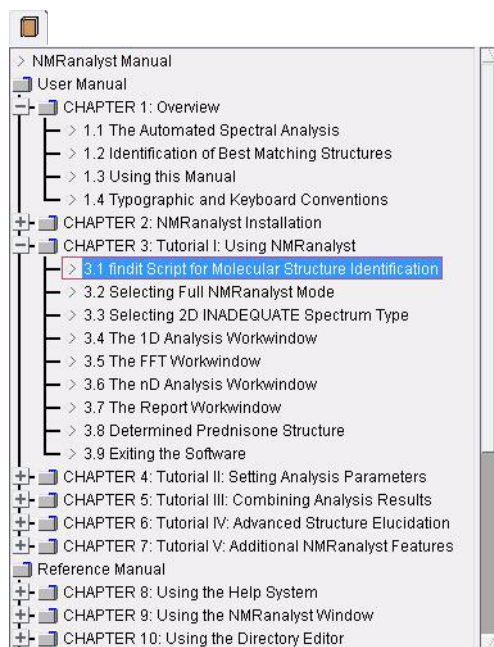 NMRanalyst Manual
User Manual
CHAPTER 1: Overview
1.1 The Automated Spectral Analysis
1.2 Identification of Best Matching Structures
1.3 Using this Manual
1.4 Typographic and Keyboard Conventions
CHAPTER 2: NMRanalyst Installation
CHAPTER 3: Tutorial I: Using NMRanalyst
3.1 findit Script for Molecular Structure Identification
3.2 Selecting Full NMRanalyst Mode
3.3 Selecting 2D INADEQUATE Spectrum Type
3.4 The 1D Analysis Workwindow
3.5 The FFT Workwindow
3.6 The nD Analysis Workwindow
3.7 The Report Workwindow
3.8 Determined Prednisone Structure
3.9 Exiting the Software
CHAPTER 4: Tutorial II: Setting Analysis Parameters
CHAPTER 5: Tutorial III: Combining Analysis Results
CHAPTER 6: Tutorial IV: Advanced Structure Elucidation
CHAPTER 7: Tutorial V: Additional NMRanalyst Features
Reference Manual
CHAPTER 8: Using the Help System
CHAPTER 9: Using the NMRanalyst Window
CHAPTER 10: Using the Directory Editor